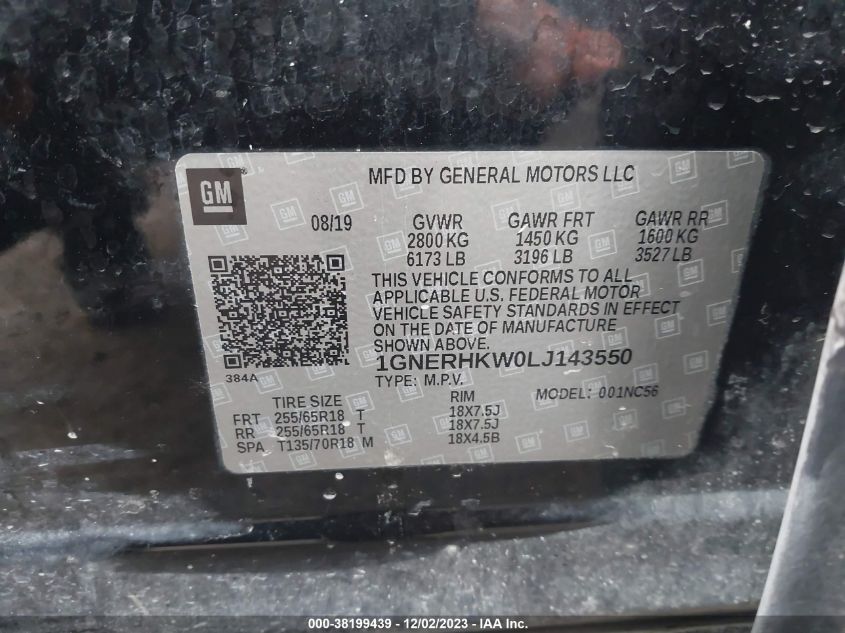 GM
MFD BY GENERAL MOTORS LLC
08/19 GVWR GAWR FRT GAWR RR
2800 KG 1450 KG 1600 KG
6173 LB 3196 LB 3527 LB
THIS VEHICLE CONFORMS TO ALL
APPLICABLE U.S. FEDERAL MOTOR
VEHICLE SAFETY STANDARDS IN EFFECT
ON THE DATE OF MANUFACTURE
SHOWN ABOVE.
1GNERHKW0LJ143550
384A TYPE: M.P.V. MODEL: 001NC56
TIRE SIZE RIM
FRT 255/65R18 T 18X7.5J
RR 255/65R18 T 18X7.5J
SPA T135/70R18 M 18X4.5B
000-38199439 - 12/02/2023 - IAA Inc.